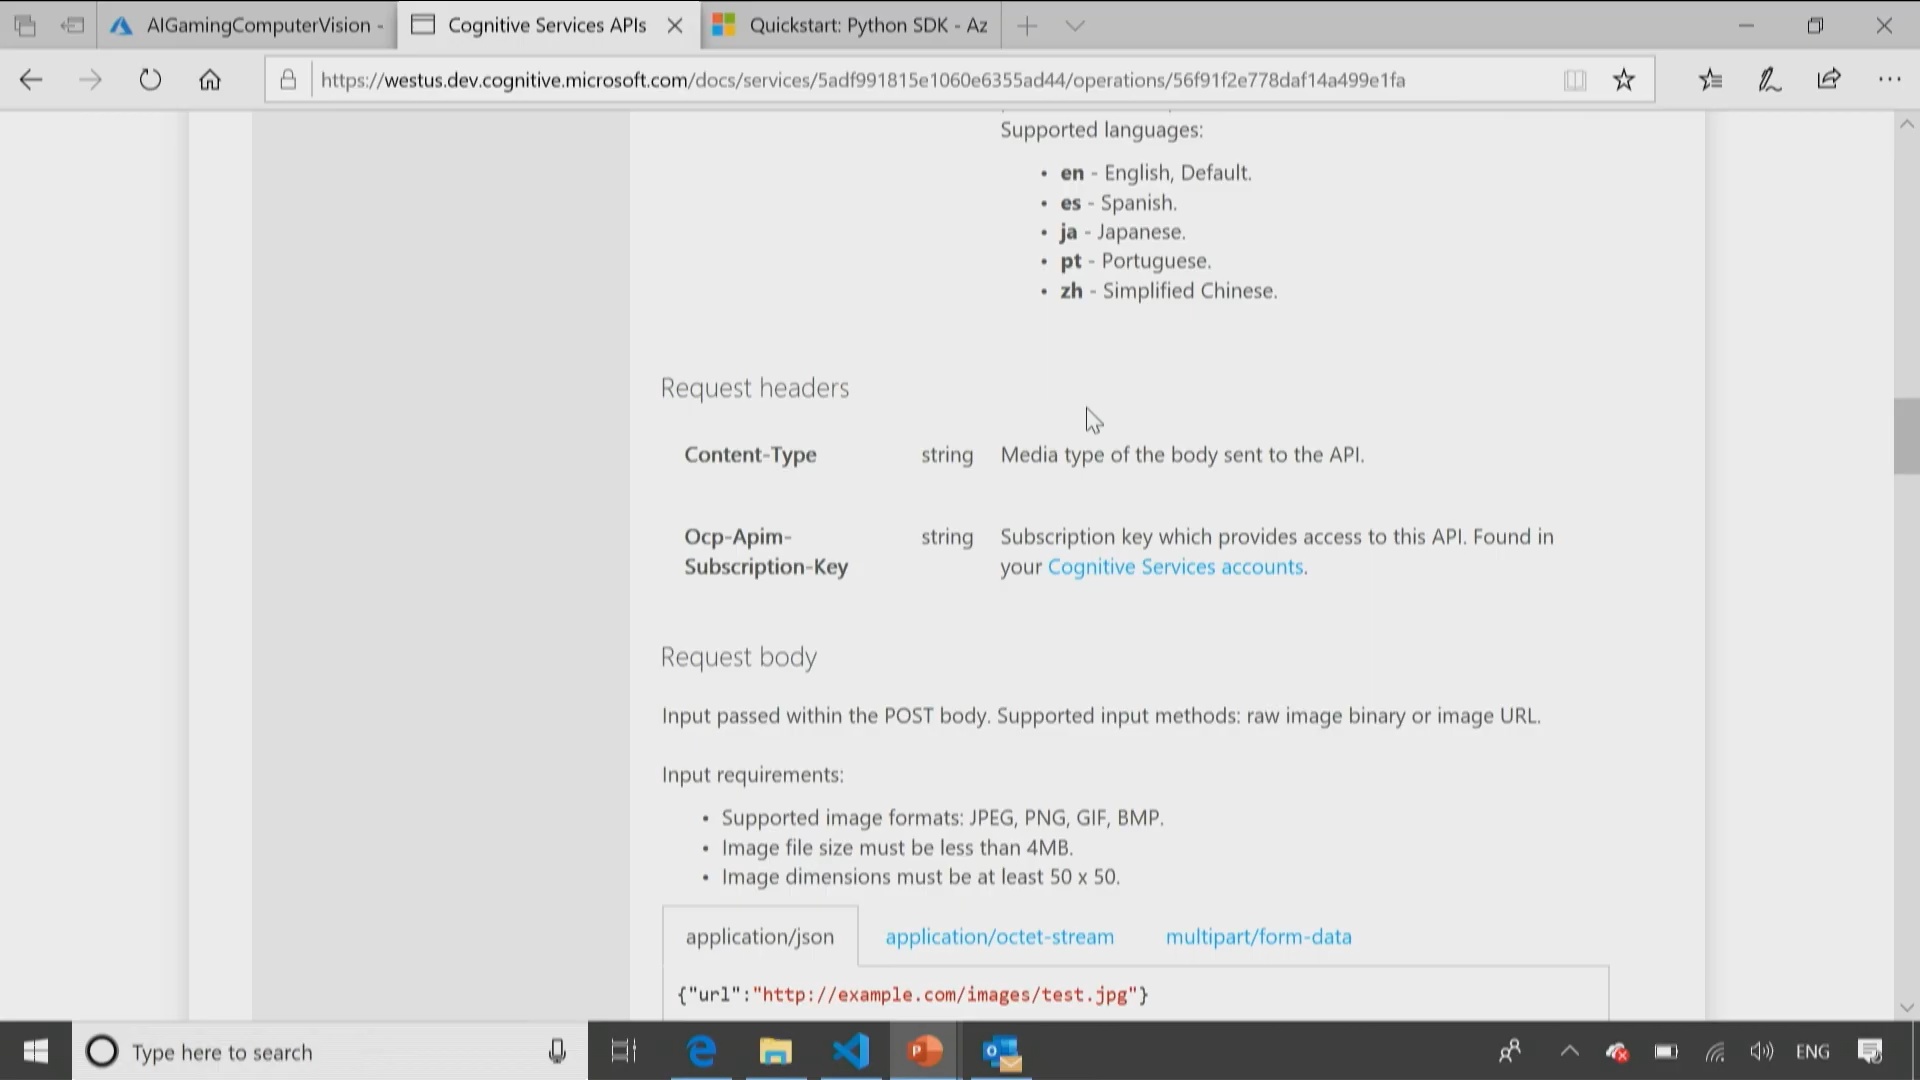 AIGamingComputerVision -
Cognitive Services APIs
Quickstart: Python SDK - Az
https://westus.dev.cognitive.microsoft.com/docs/services/5adf991815e1060e6355ad44/operations/56f91f2e778daf14a499e1fa
Supported languages:
• en - English, Default.
• es - Spanish.
• ja - Japanese.
• pt - Portuguese.
• zh - Simplified Chinese.
Request headers
Content-Type string Media type of the body sent to the API.
Ocp-Apim- string Subscription key which provides access to this API. Found in
Subscription-Key your Cognitive Services accounts.
Request body
Input passed within the POST body. Supported input methods: raw image binary or image URL.
Input requirements:
• Supported image formats: JPEG, PNG, GIF, BMP.
• Image file size must be less than 4MB.
• Image dimensions must be at least 50 x 50.
application/json application/octet-stream multipart/form-data
{"url":"http://example.com/images/test.jpg"}
Type here to search
ENG